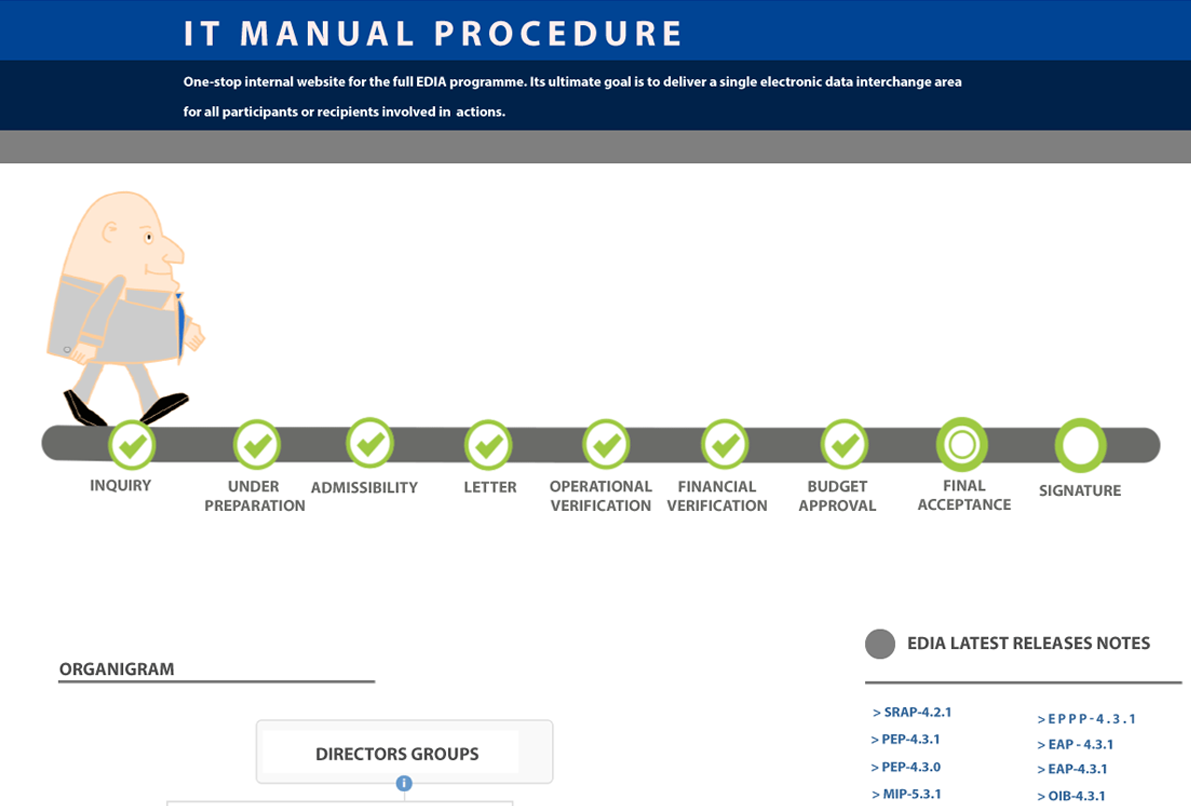 IT MANUAL PROCEDURE
One-stop internal website for the full EDIA programme. Its ultimate goal is to deliver a single electronic data interchange area
for all participants or recipients involved in actions.
INQUIRY
UNDER
PREPARATION
ADMISSIBILITY
LETTER
OPERATIONAL
VERIFICATION
FINANCIAL
VERIFICATION
BUDGET
APPROVAL
FINAL
ACCEPTANCE
SIGNATURE
ORGANIGRAM
DIRECTORS GROUPS
i
EDIA LATEST RELEASES NOTES
> SRAP-4.2.1
> PEP-4.3.1
> PEP-4.3.0
> MIP-5.3.1
> EPPP-4.3.1
> EAP - 4.3.1
> EAP-4.3.1
> OIB-4.3.1